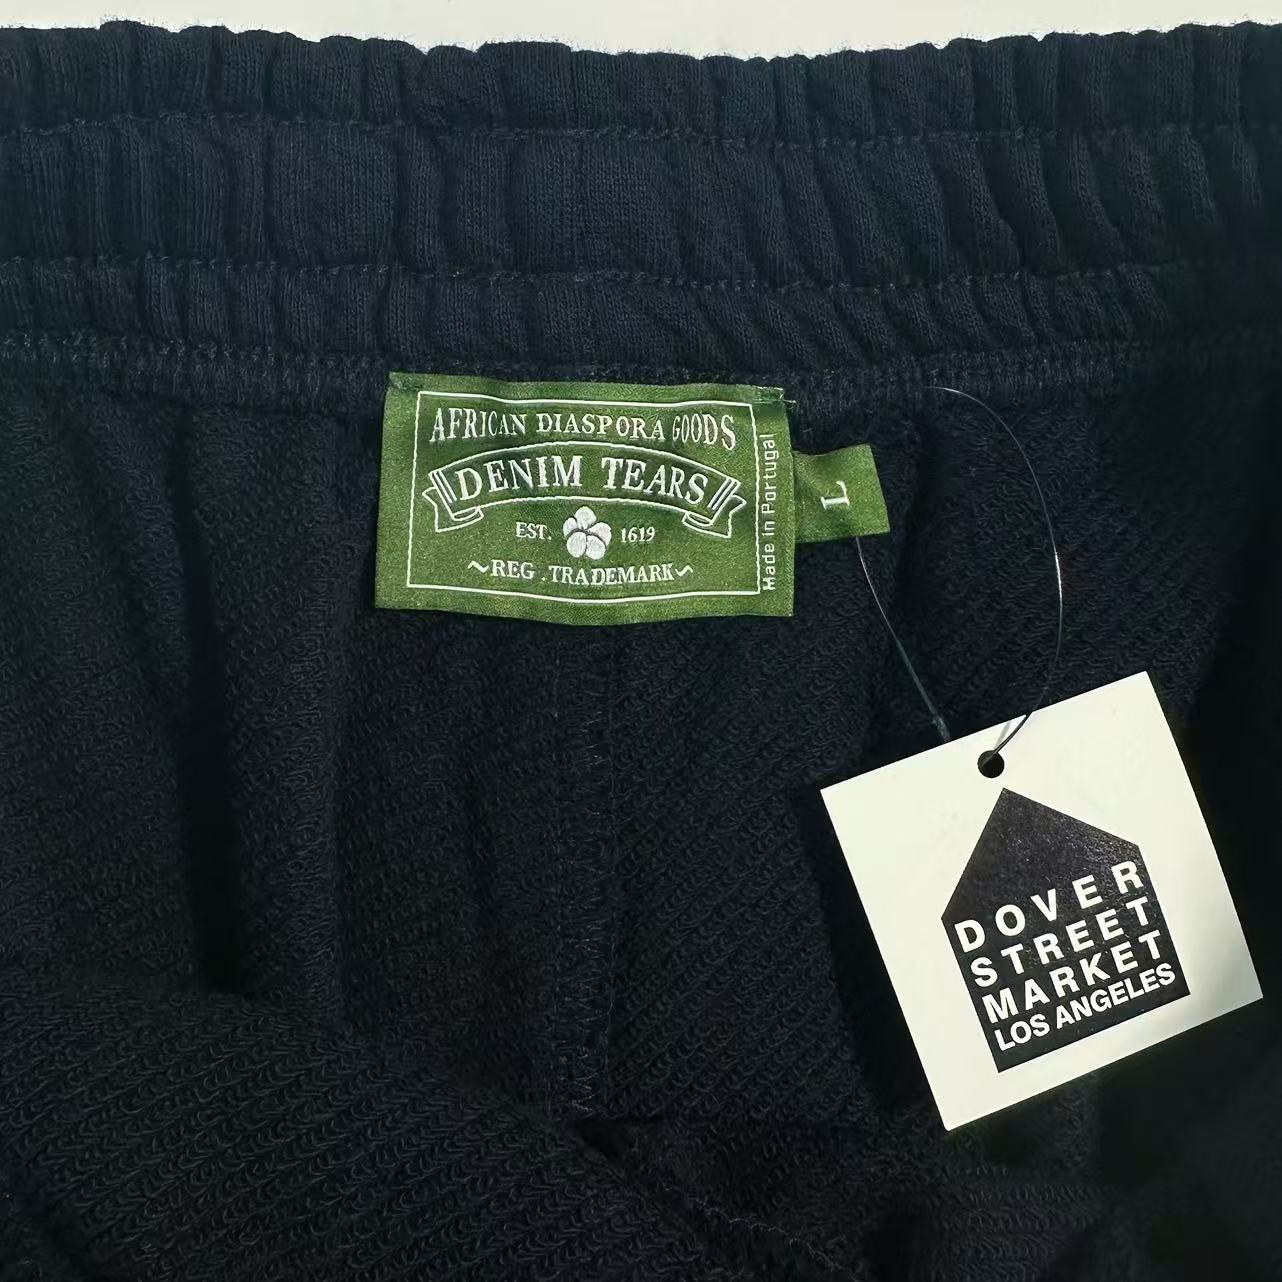 AFRICAN DIASPORA GOODS
DENIM TEARS
EST. 1619
~REG .TRADEMARK~
Made in Portugal
L
DOVER
STREET
MARKET
LOS ANGELES